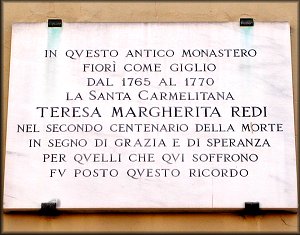 IN QVESTO ANTICO MONASTERO
FIORÌ COME GIGLIO
DAL 1765 AL 1770
LA SANTA CARMELITANA
TERESA MARGHERITA REDI
NEL SECONDO CENTENARIO DELLA MORTE
IN SEGNO DI GRAZIA E DI SPERANZA
PER QVELLI CHE QVI SOFFRONO
FV POSTO QVESTO RICORDO